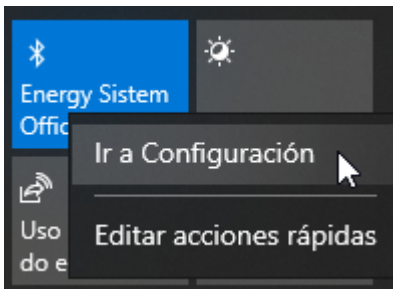 Energy Sistem
Offic
Ir a Configuración
Uso
Editar acciones rápidas
do e